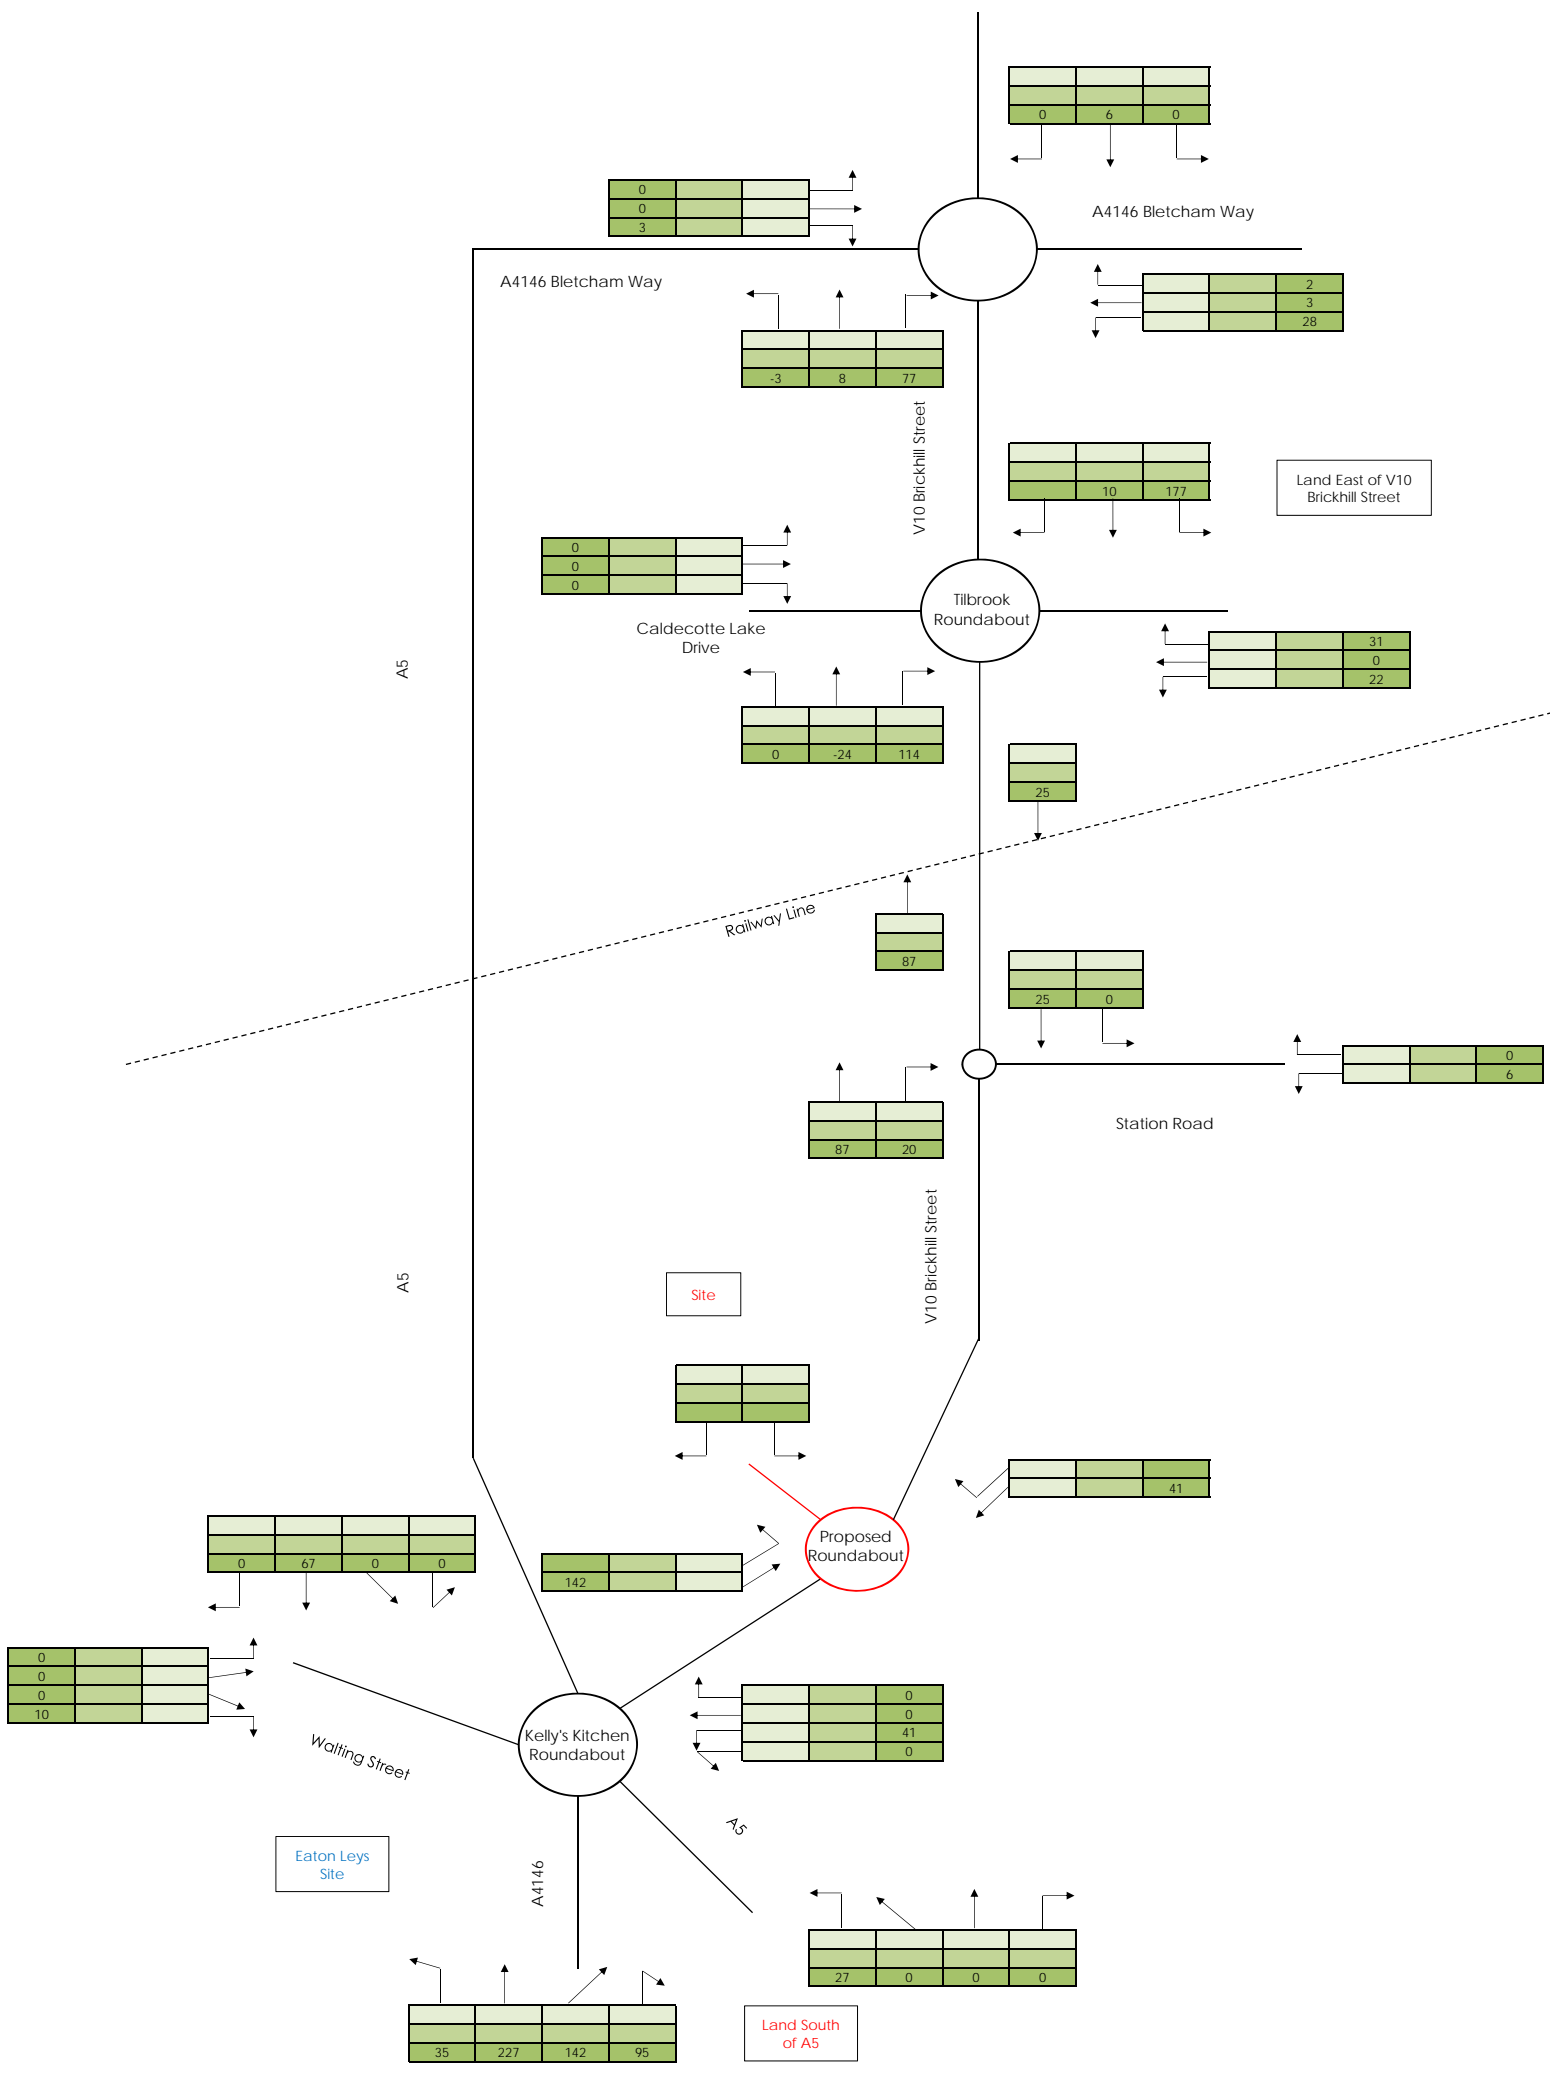 0 6 0
0
0
3
A4146 Bletcham Way
A4146 Bletcham Way
2
3
28
-3 8 77
V10 Brickhill Street
10 177
Land East of V10
Brickhill Street
0
0
0
Tilbrook
Roundabout
Caldecotte Lake
Drive
31
0
22
A5
0 -24 114
25
Railway Line
87
25 0
0
6
87 20
Station Road
V10 Brickhill Street
A5
Site
41
Proposed
Roundabout
142
0 67 0 0
0
0
0
10
0
0
41
0
Kelly's Kitchen
Roundabout
Walting Street
A5
Eaton Leys
Site
A4146
27 0 0 0
35 227 142 95
Land South
of A5